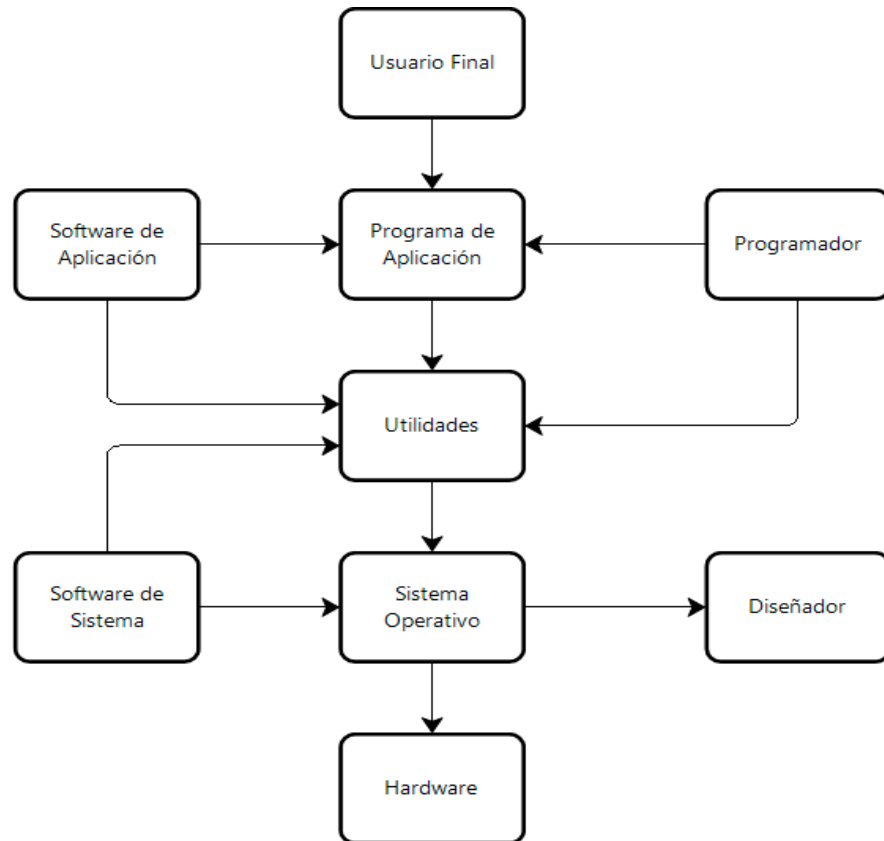 Usuario Final
Software de
Aplicación
Programa de
Aplicación
Programador
Utilidades
Software de
Sistema
Sistema
Operativo
Diseñador
Hardware